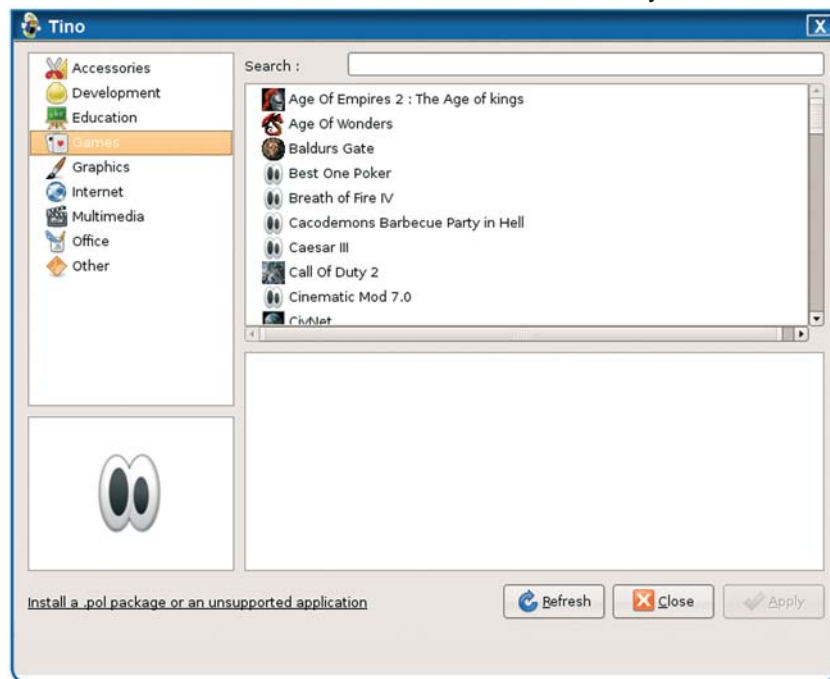 Tino
Accessories
Development
Education
Games
Graphics
Internet
Multimedia
Office
Other
Search :
Age Of Empires 2 : The Age of kings
Age Of Wonders
Baldurs Gate
Best One Poker
Breath of Fire IV
Cacodemons Barbecue Party in Hell
Caesar III
Call Of Duty 2
Cinematic Mod 7.0
CivNet
Install a .pol package or an unsupported application
Refresh
Close
Apply